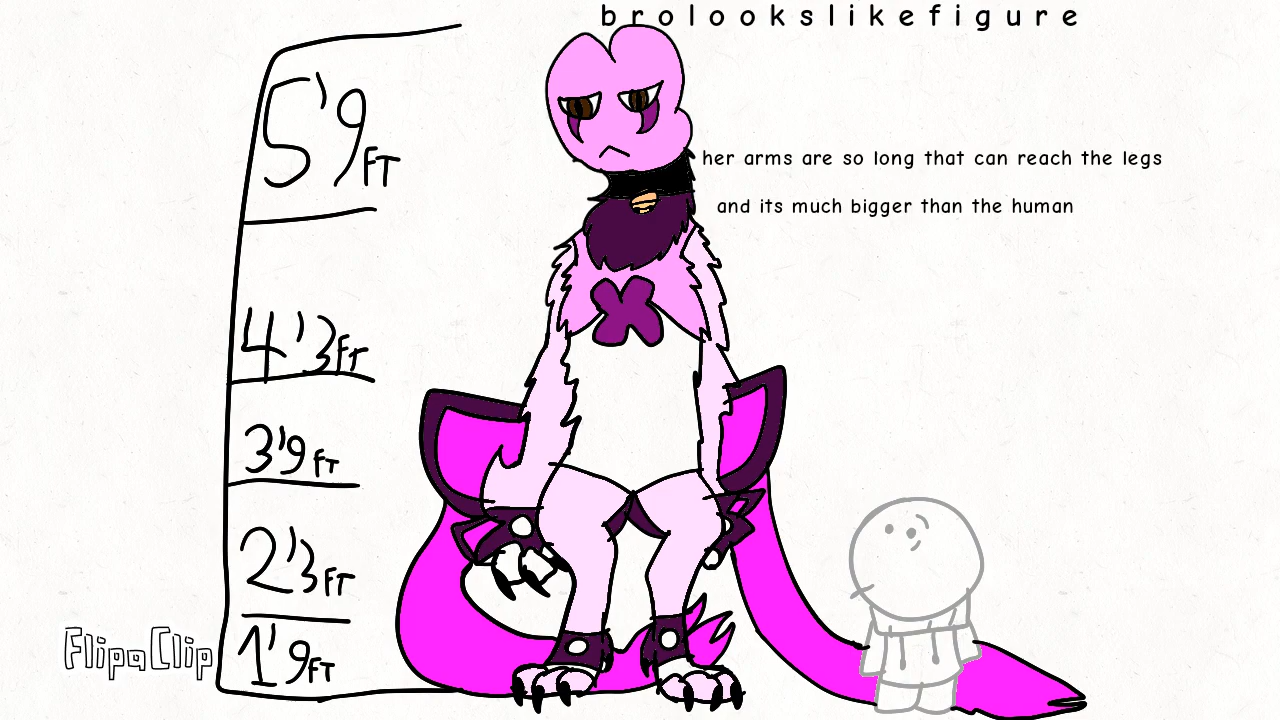 brolookslikefigure
5'9FT
her arms are so long that can reach the legs
and its much bigger than the human
4'3FT
3'9FT
2'3FT
1'9FT
FlipaClip